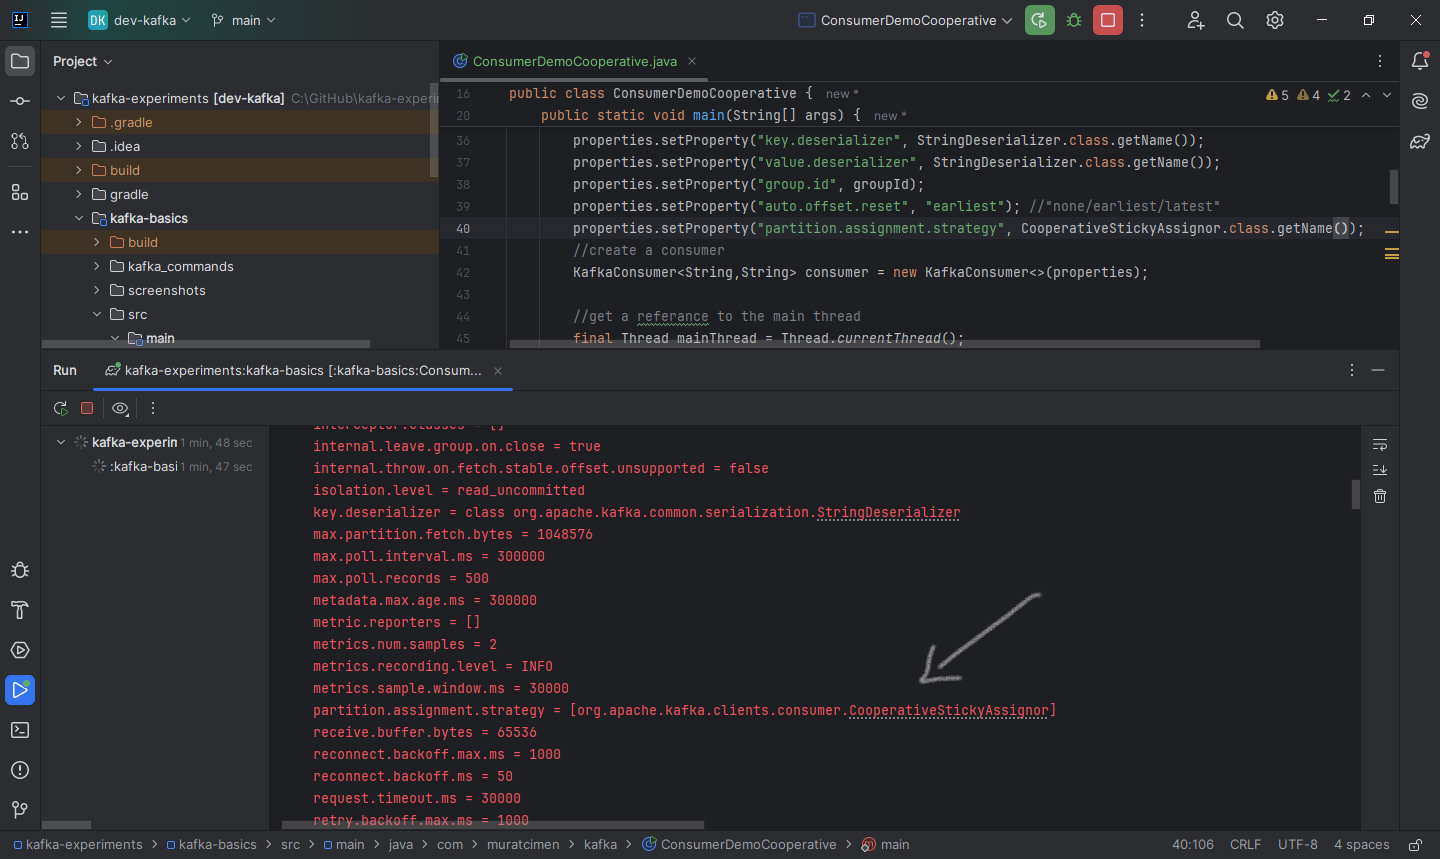 DK dev-kafka main ConsumerDemoCooperative
Project
kafka-experiments [dev-kafka] C:\GitHub\kafka-experim
.gradle
.idea
build
gradle
kafka-basics
build
kafka_commands
screenshots
src
main
ConsumerDemoCooperative.java
16 public class ConsumerDemoCooperative { new *
5 4 2
20 public static void main(String[] args) { new *
36 properties.setProperty("key.deserializer", StringDeserializer.class.getName());
37 properties.setProperty("value.deserializer", StringDeserializer.class.getName());
38 properties.setProperty("group.id", groupId);
39 properties.setProperty("auto.offset.reset", "earliest"); //"none/earliest/latest"
40 properties.setProperty("partition.assignment.strategy", CooperativeStickyAssignor.class.getName());
41 //create a consumer
42 KafkaConsumer<String,String> consumer = new KafkaConsumer<>(properties);
43
44 //get a referance to the main thread
45 final Thread mainThread = Thread.currentThread();
Run kafka-experiments:kafka-basics [:kafka-basics:Consum...
kafka-experim 1 min, 48 sec
:kafka-basi 1 min, 47 sec
interceptor.classes = []
internal.leave.group.on.close = true
internal.throw.on.fetch.stable.offset.unsupported = false
isolation.level = read_uncommitted
key.deserializer = class org.apache.kafka.common.serialization.StringDeserializer
max.partition.fetch.bytes = 1048576
max.poll.interval.ms = 300000
max.poll.records = 500
metadata.max.age.ms = 300000
metric.reporters = []
metrics.num.samples = 2
metrics.recording.level = INFO
metrics.sample.window.ms = 30000
partition.assignment.strategy = [org.apache.kafka.clients.consumer.CooperativeStickyAssignor]
receive.buffer.bytes = 65536
reconnect.backoff.max.ms = 1000
reconnect.backoff.ms = 50
request.timeout.ms = 30000
retry.backoff.max.ms = 1000
kafka-experiments > kafka-basics > src > main > java > com > muratcimen > kafka > ConsumerDemoCooperative > main
40:106 CRLF UTF-8 4 spaces